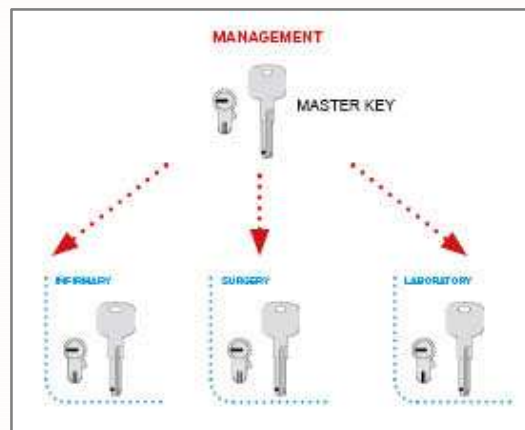 MANAGEMENT
MASTER KEY
INFIRMARY
SURGERY
LABORATORY